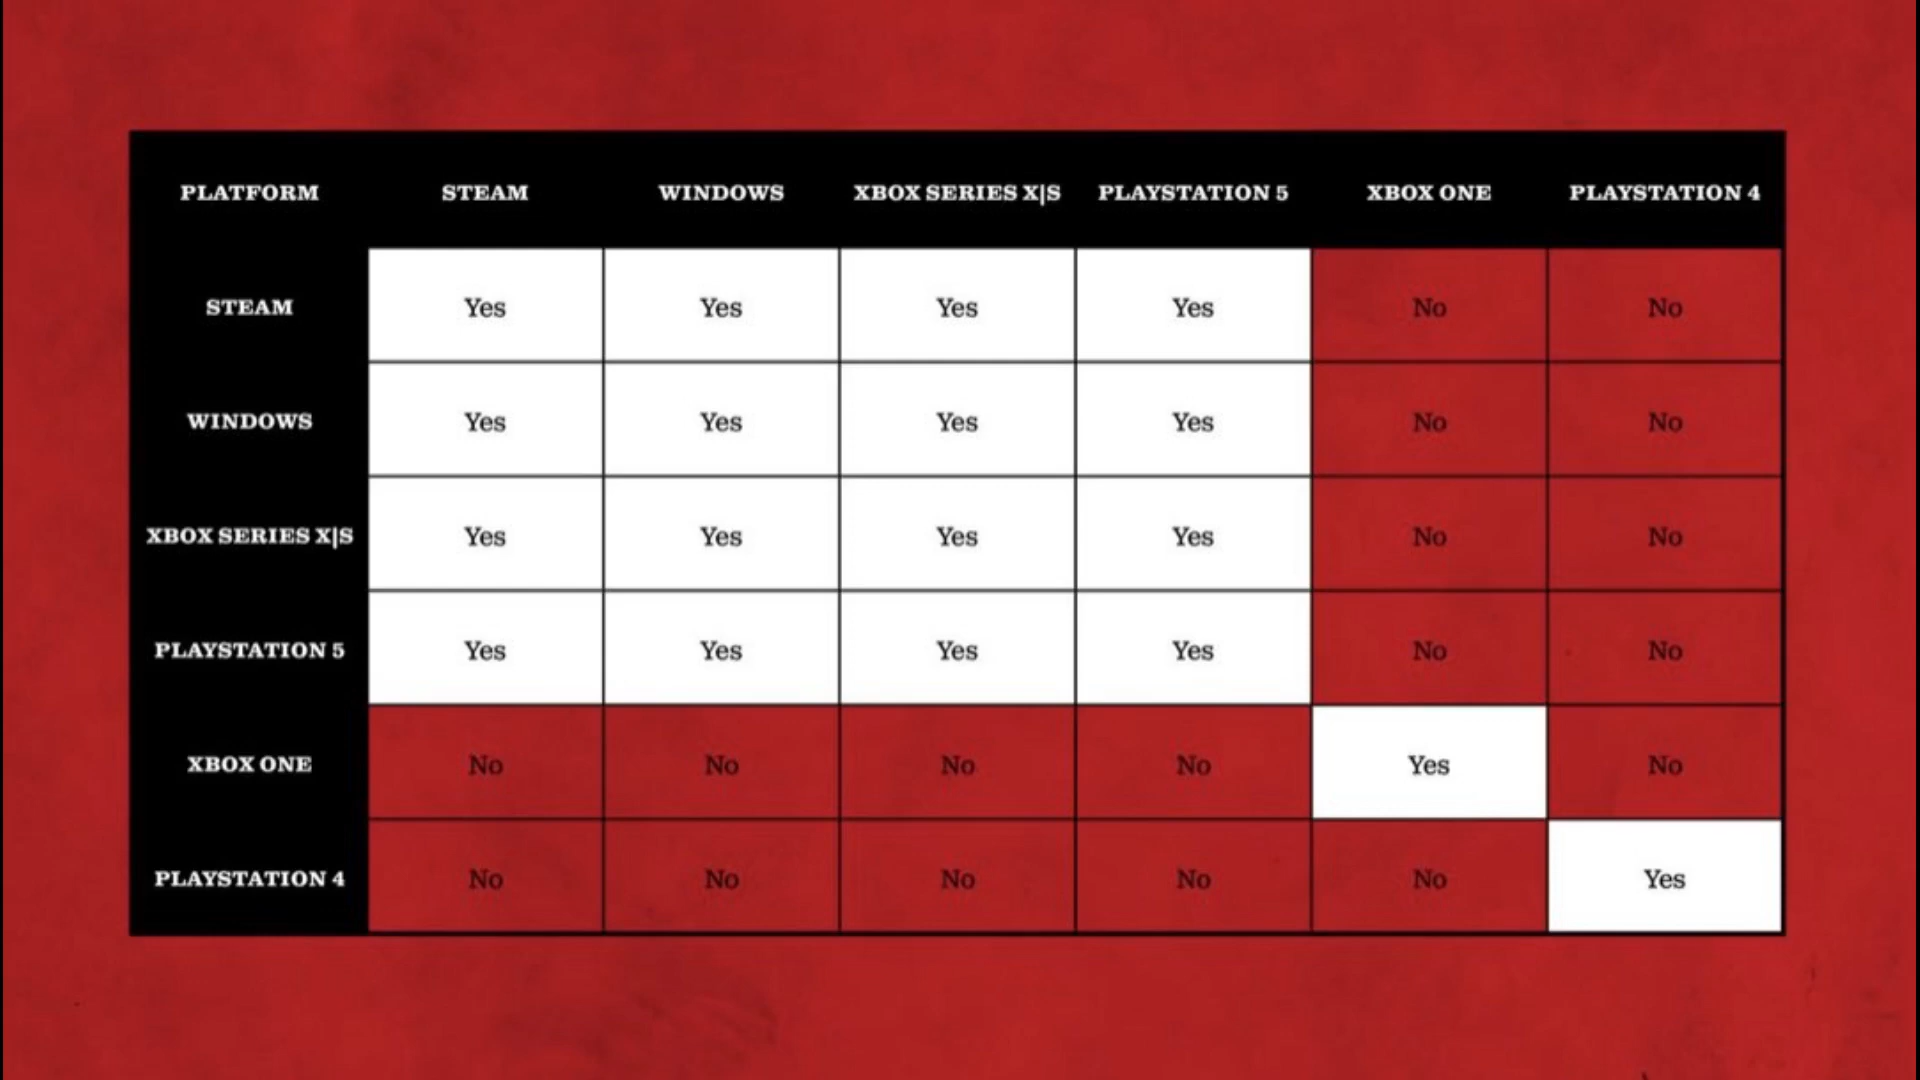 PLATFORM STEAM WINDOWS XBOX SERIES X|S PLAYSTATION 5 XBOX ONE PLAYSTATION 4
STEAM Yes Yes Yes Yes No No
WINDOWS Yes Yes Yes Yes No No
XBOX SERIES X|S Yes Yes Yes Yes No No
PLAYSTATION 5 Yes Yes Yes Yes No No
XBOX ONE No No No No Yes No
PLAYSTATION 4 No No No No No Yes